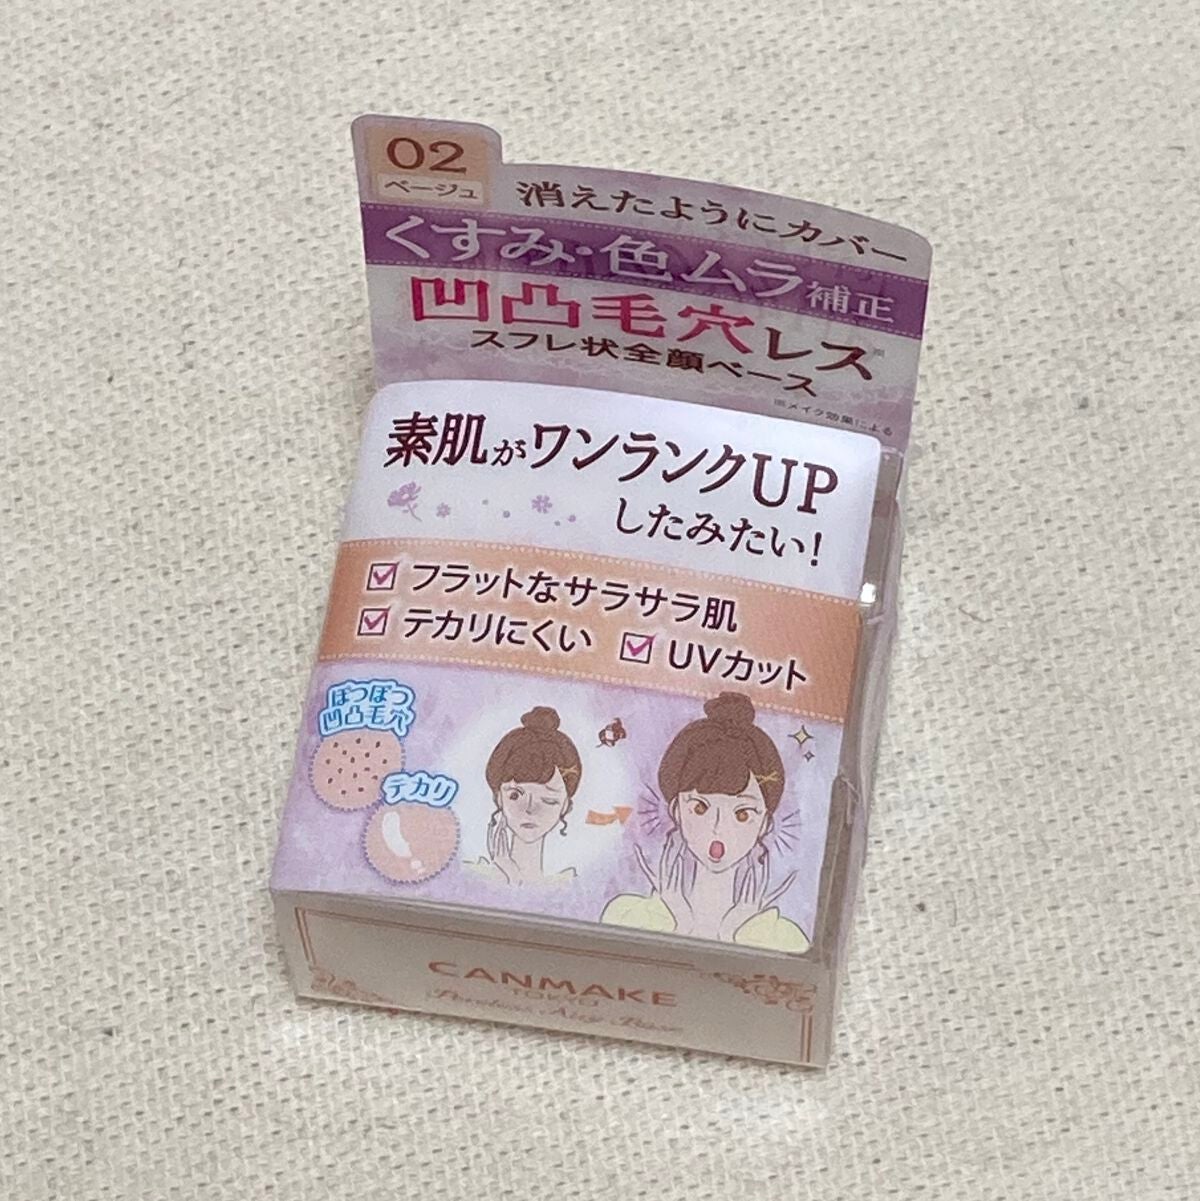 02
ベージュ
消えたようにカバー
くすみ・色ムラ補正
凹凸毛穴レス※
スフレ状全顔ベース
※メイク効果による
素肌がワンランクUP
したみたい!
フラットなサラサラ肌
テカリにくい
UVカット
ぽつぽつ
凹凸毛穴
テカリ
CANMAKE
TOKYO
Poreless Airy Base